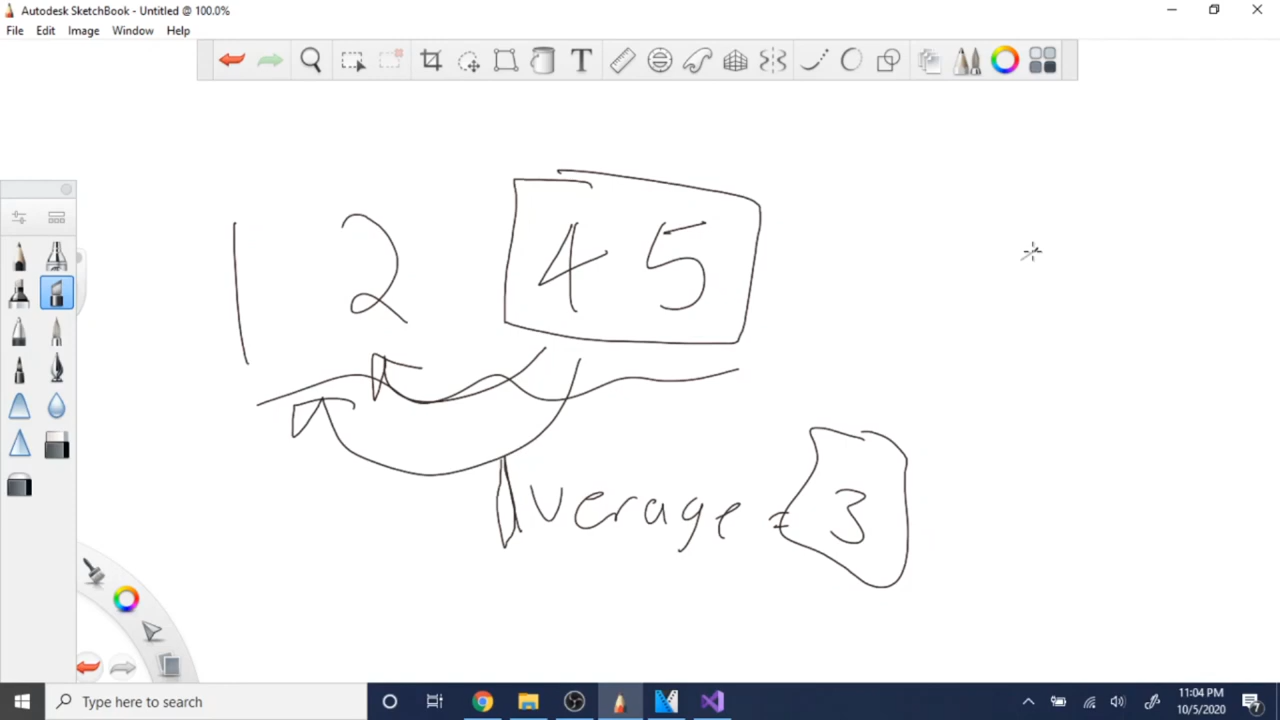 Autodesk SketchBook - Untitled @ 100.0%
File Edit Image Window Help
1 2 4 5
Average = 3
Type here to search
11:04 PM
10/5/2020
7